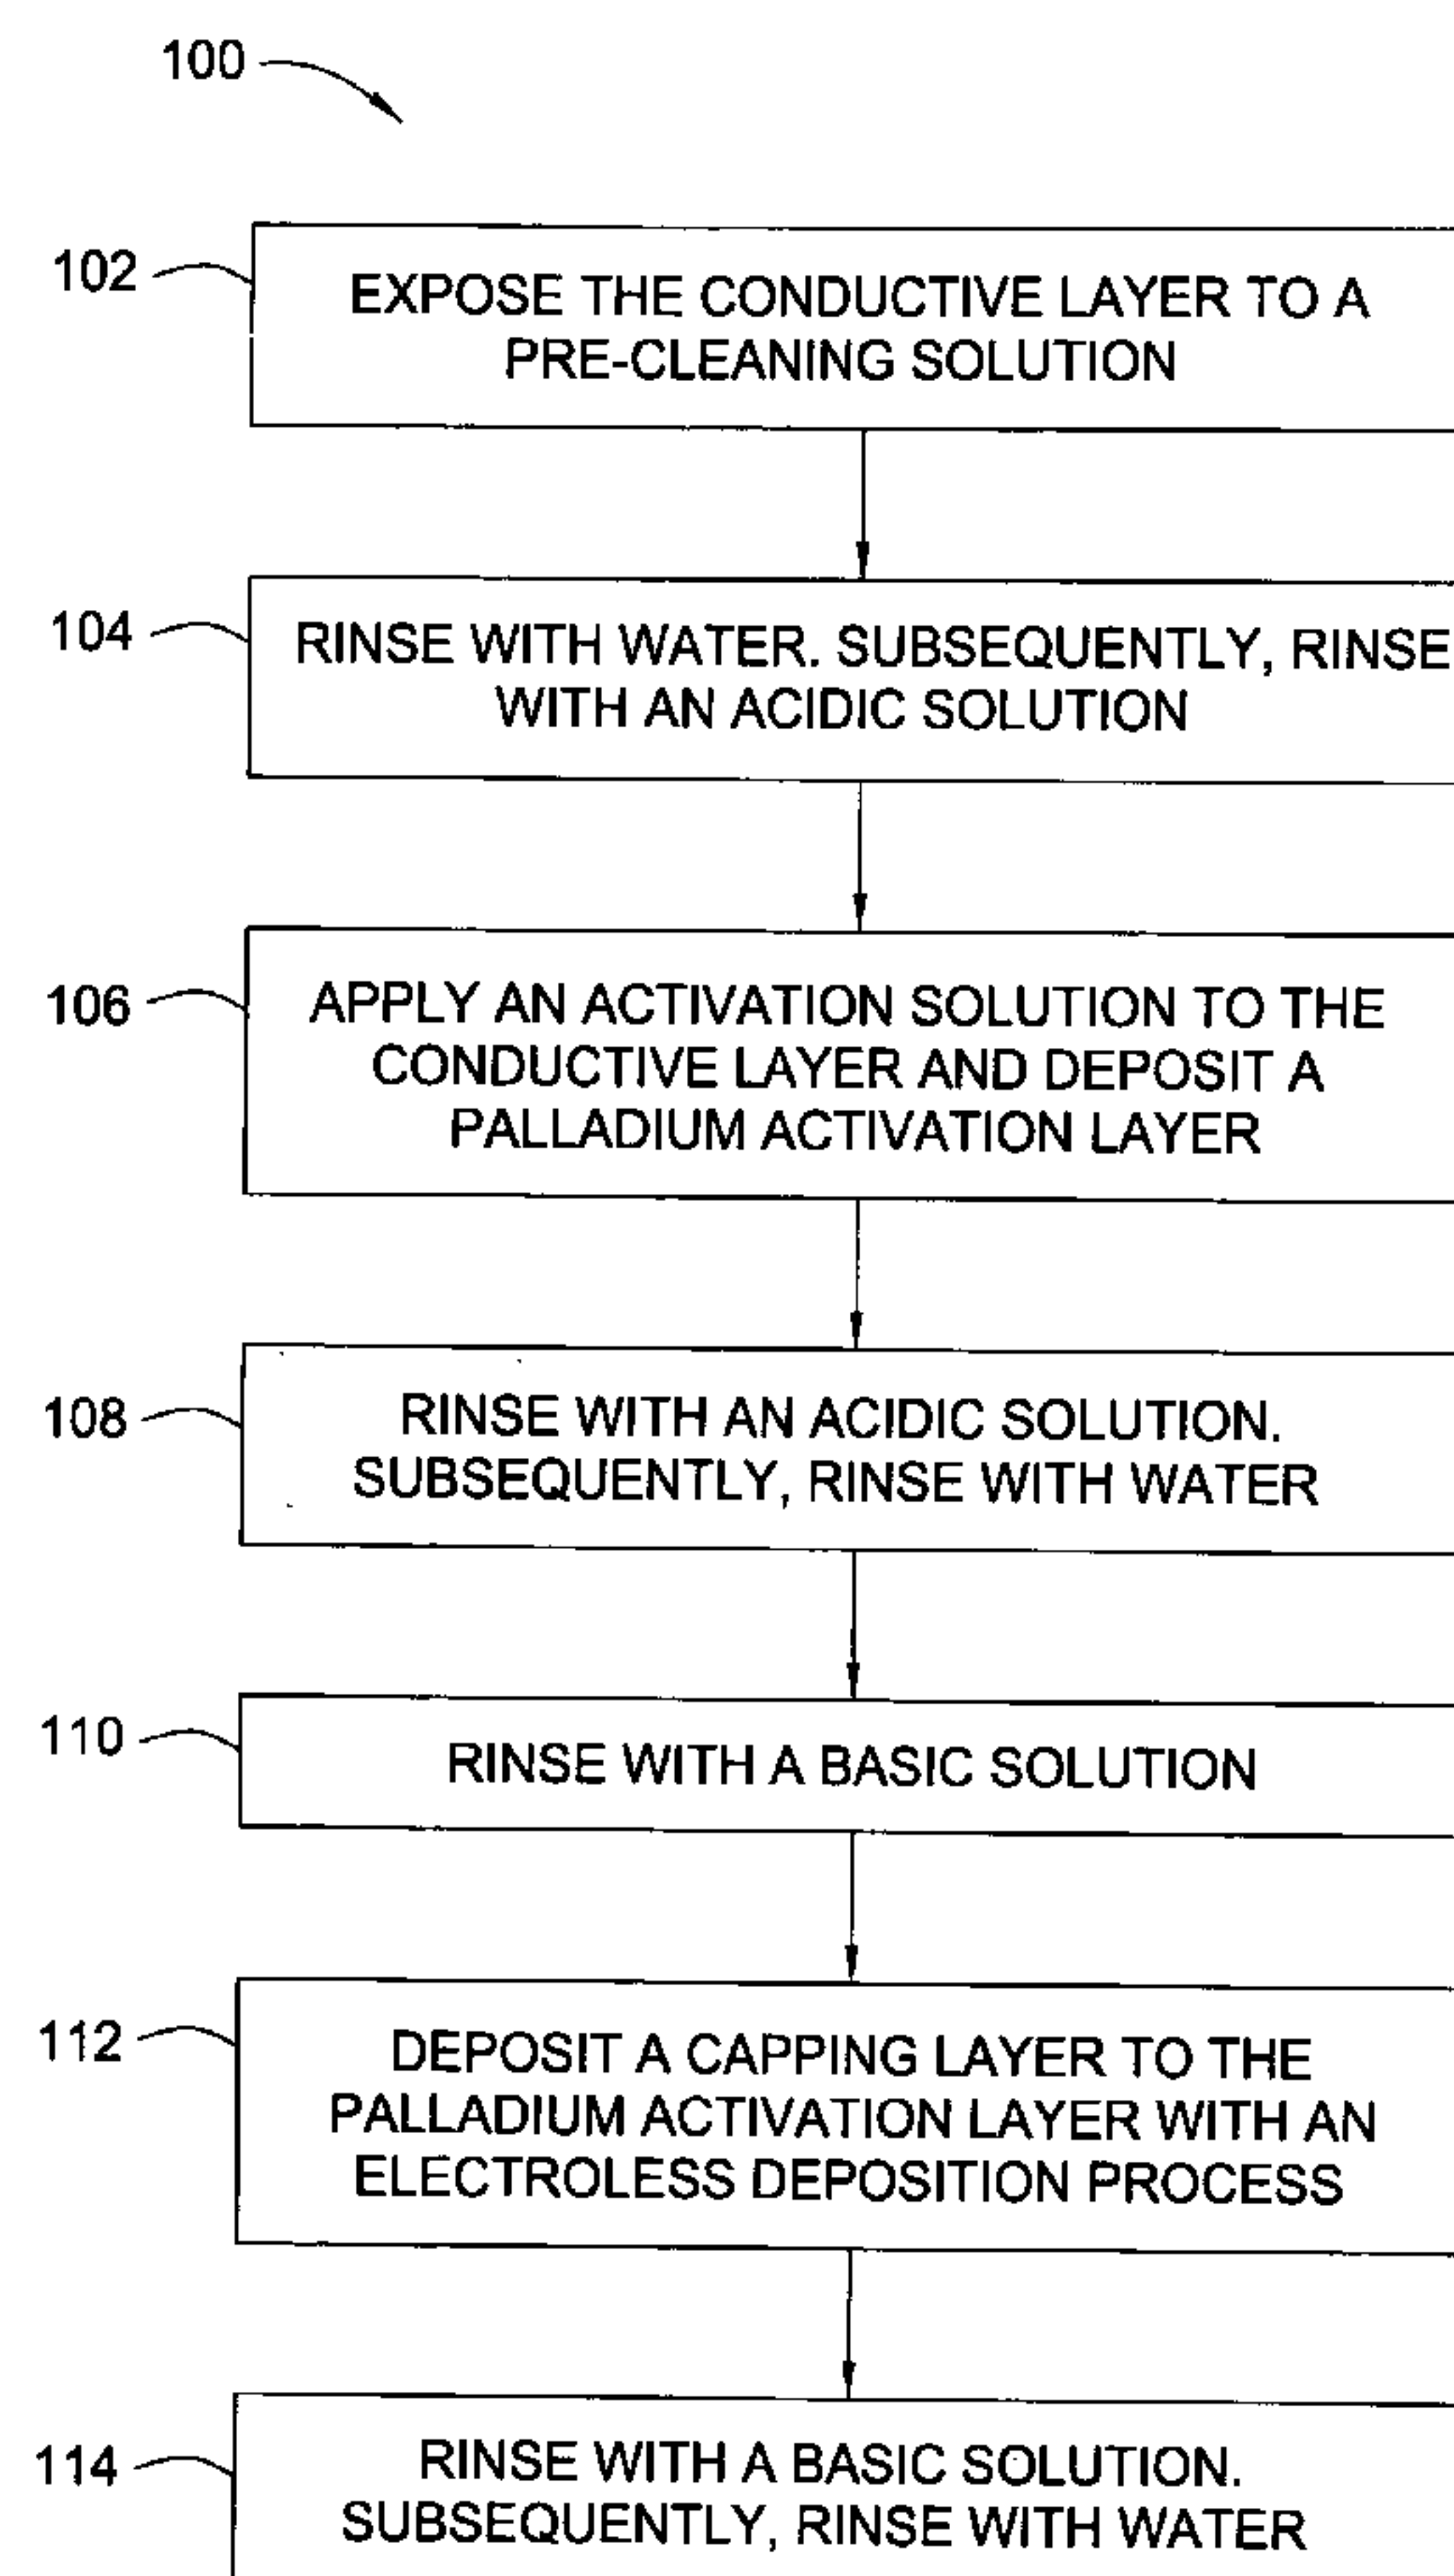 100
102
EXPOSE THE CONDUCTIVE LAYER TO A
PRE-CLEANING SOLUTION
104
RINSE WITH WATER. SUBSEQUENTLY, RINSE
WITH AN ACIDIC SOLUTION
106
APPLY AN ACTIVATION SOLUTION TO THE
CONDUCTIVE LAYER AND DEPOSIT A
PALLADIUM ACTIVATION LAYER
108
RINSE WITH AN ACIDIC SOLUTION.
SUBSEQUENTLY, RINSE WITH WATER
110
RINSE WITH A BASIC SOLUTION
112
DEPOSIT A CAPPING LAYER TO THE
PALLADIUM ACTIVATION LAYER WITH AN
ELECTROLESS DEPOSITION PROCESS
114
RINSE WITH A BASIC SOLUTION.
SUBSEQUENTLY, RINSE WITH WATER